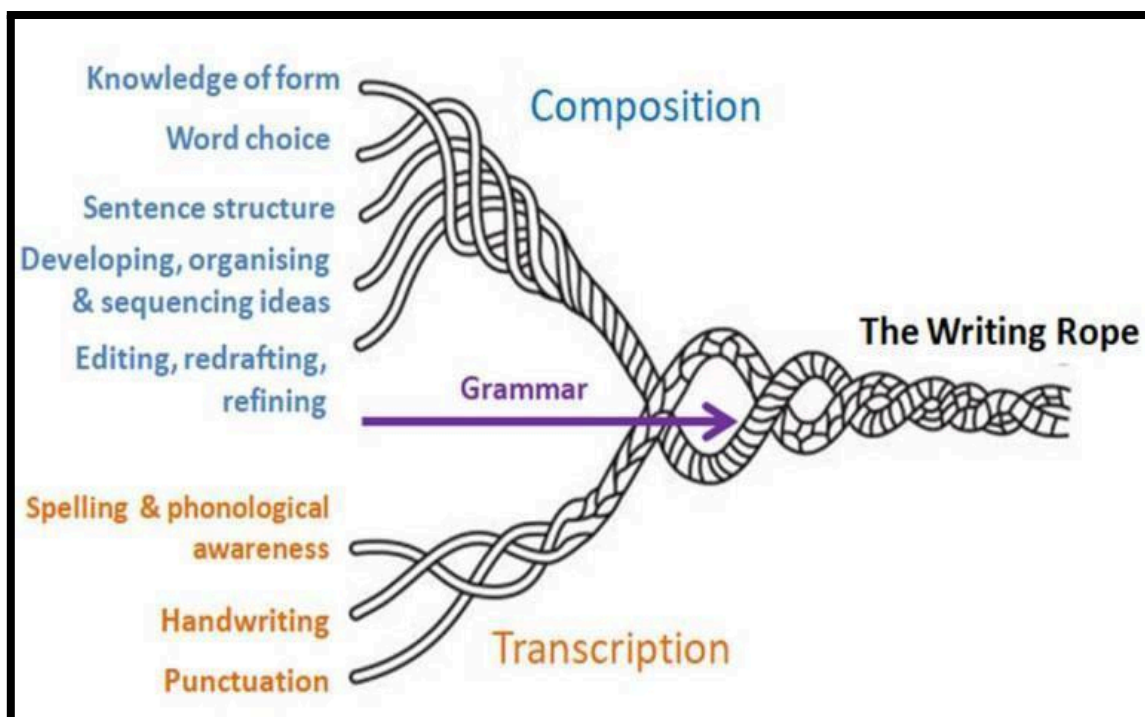 Knowledge of form
Composition
Word choice
Sentence structure
Developing, organising
& sequencing ideas
Editing, redrafting,
refining
The Writing Rope
Grammar
Spelling & phonological
awareness
Handwriting
Transcription
Punctuation